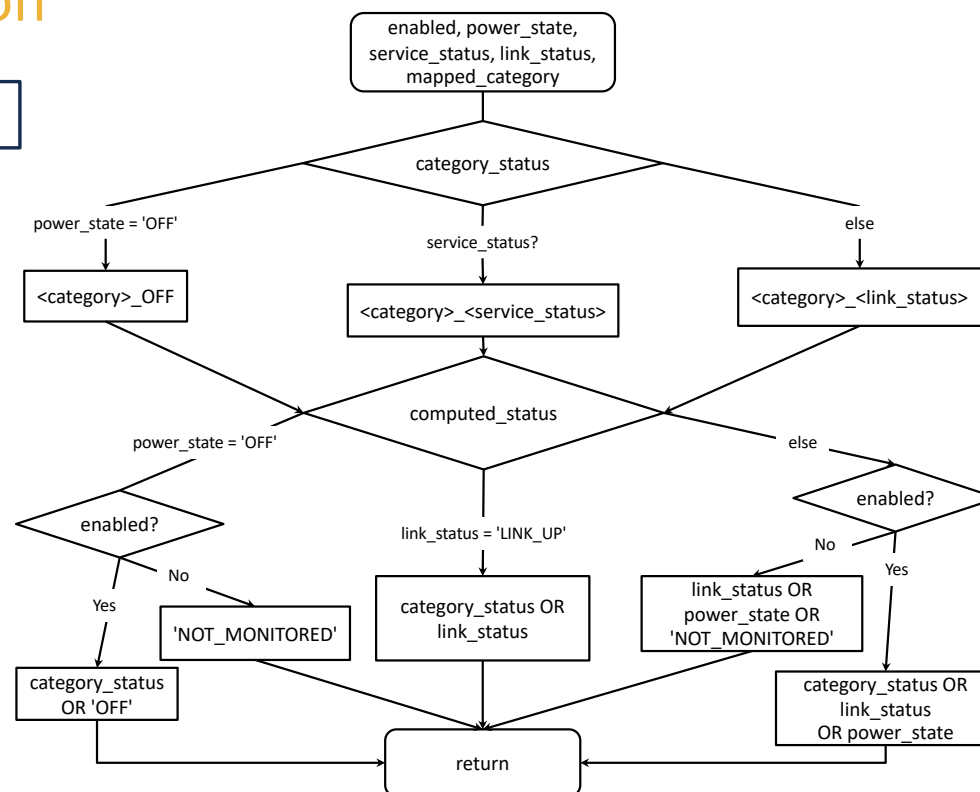 on
enabled, power_state,
service_status, link_status,
mapped_category
category_status
power_state = 'OFF'
service_status?
else
<category>_OFF
<category>_<service_status>
<category>_<link_status>
computed_status
power_state = 'OFF'
else
enabled?
enabled?
link_status = 'LINK_UP'
No
No
Yes
Yes
'NOT_MONITORED'
category_status OR
link_status
link_status OR
power_state OR
'NOT_MONITORED'
category_status
OR 'OFF'
category_status OR
link_status
OR power_state
return